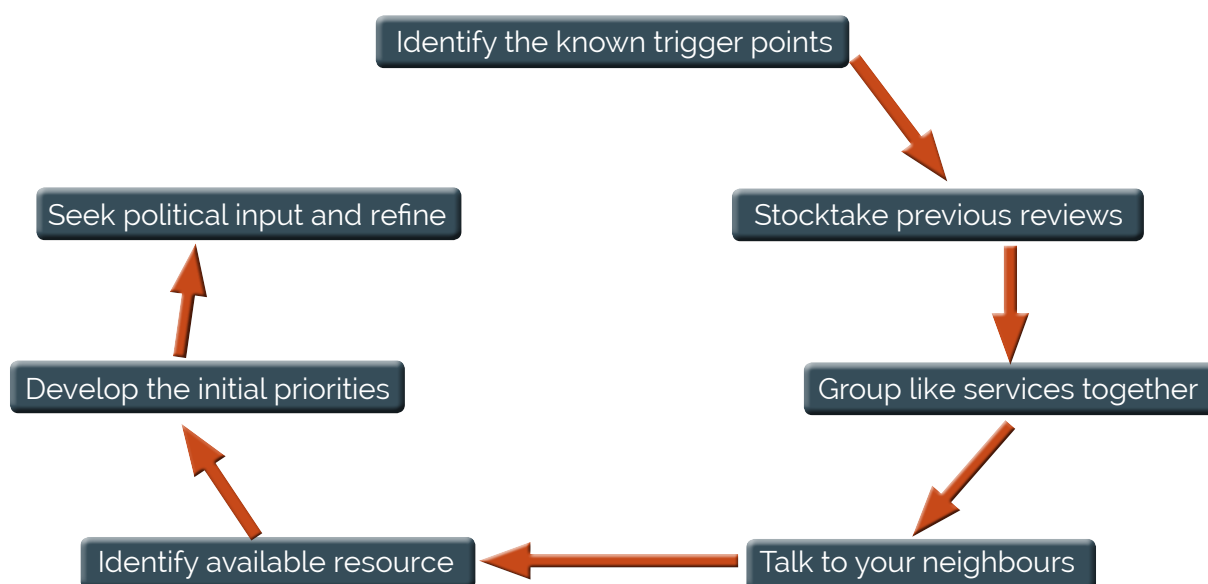 Identify the known trigger points
Stocktake previous reviews
Group like services together
Talk to your neighbours
Identify available resource
Develop the initial priorities
Seek political input and refine